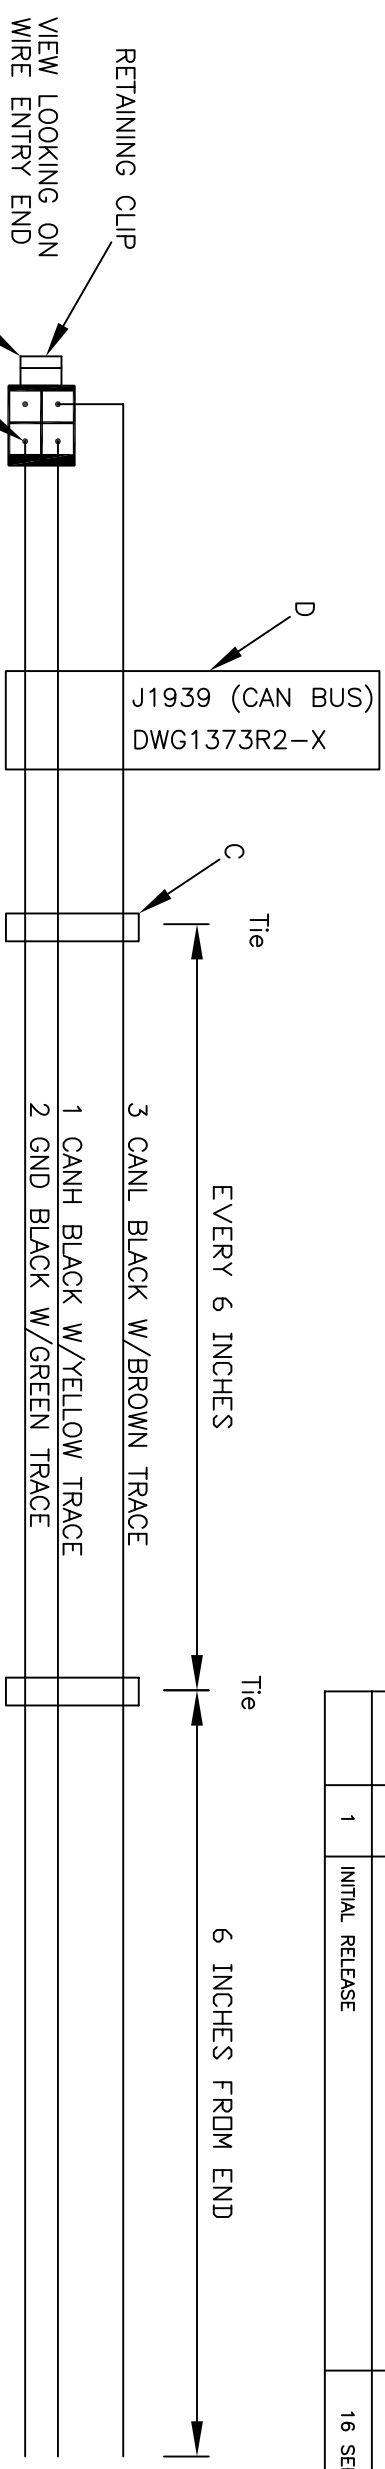 RETAINING CLIP
VIEW LOOKING ON
WIRE ENTRY END
D
J1939 (CAN BUS)
DWG1373R2-X
C
Tie
EVERY 6 INCHES
3 CANL BLACK W/BROWN TRACE
1 CANH BLACK W/YELLOW TRACE
2 GND BLACK W/GREEN TRACE
Tie
6 INCHES FROM END
1 INITIAL RELEASE
16